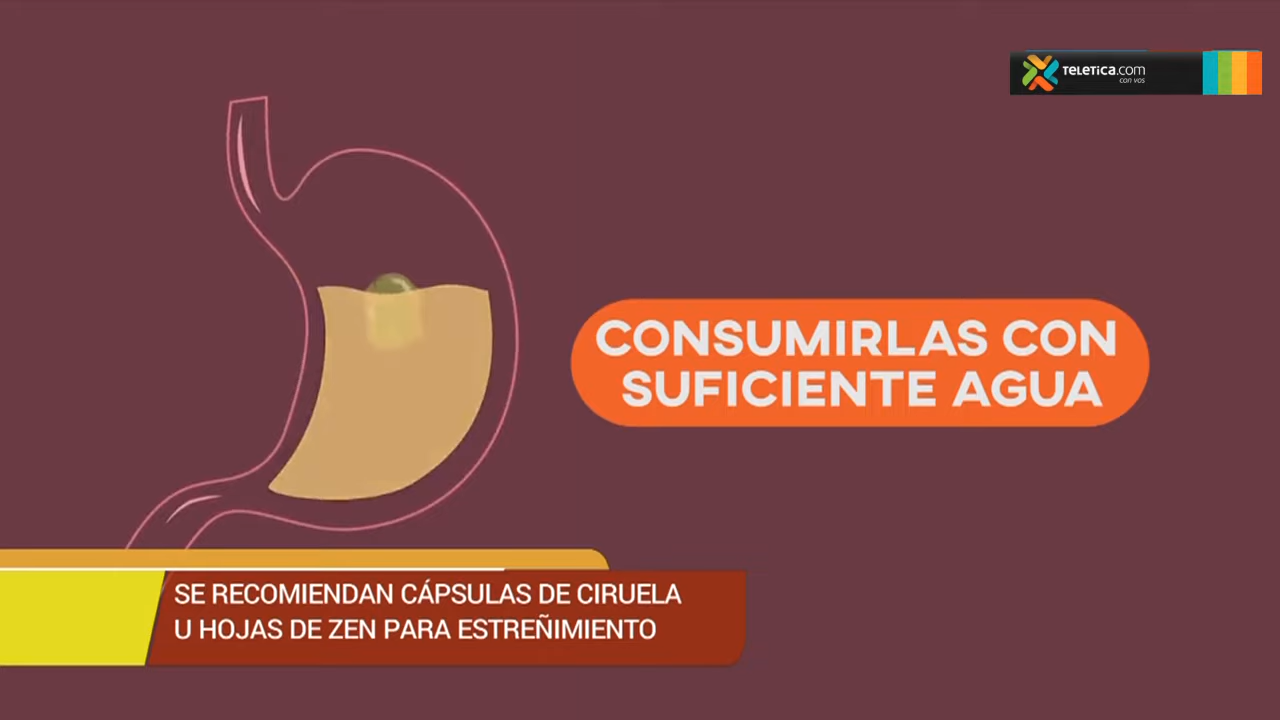 TELETICA.COM
con vos
CONSUMIRLAS CON
SUFICIENTE AGUA
SE RECOMIENDAN CÁPSULAS DE CIRUELA
U HOJAS DE ZEN PARA ESTREÑIMIENTO